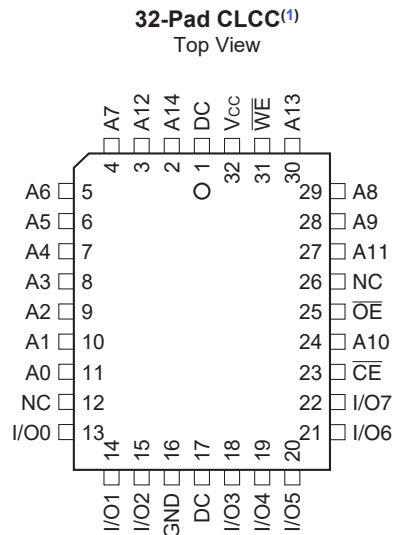 32-Pad CLCC(1)
Top View
A7 A12 A14 DC VCC WE A13
4 3 2 1 32 31 30
A6 5 29 A8
A5 6 28 A9
A4 7 27 A11
A3 8 26 NC
A2 9 25 OE
A1 10 24 A10
A0 11 23 CE
NC 12 22 I/O7
I/O0 13 21 I/O6
14 15 16 17 18 19 20
I/O1 I/O2 GND DC I/O3 I/O4 I/O5